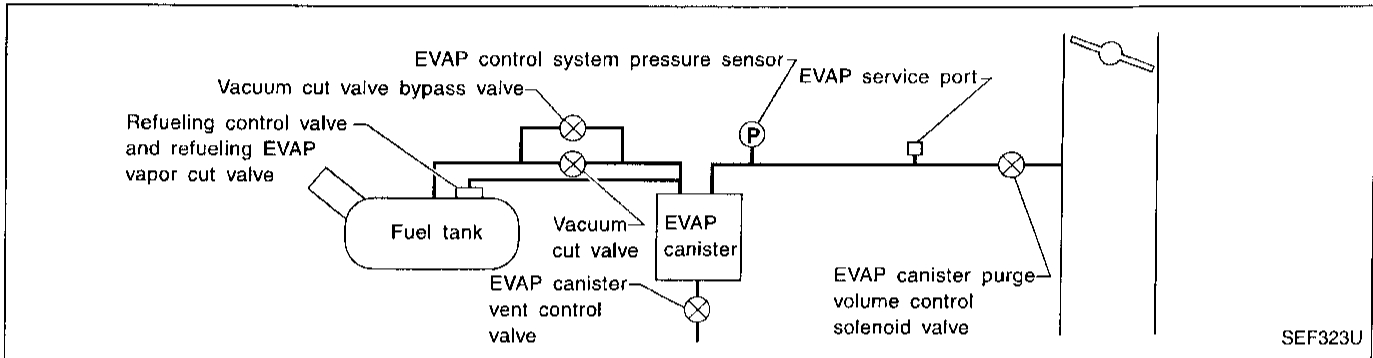 EVAP control system pressure sensor
EVAP service port
Vacuum cut valve bypass valve
Refueling control valve
and refueling EVAP
vapor cut valve
P
Fuel tank
Vacuum
cut valve
EVAP
canister
EVAP canister
vent control
valve
EVAP canister purge
volume control
solenoid valve
SEF323U